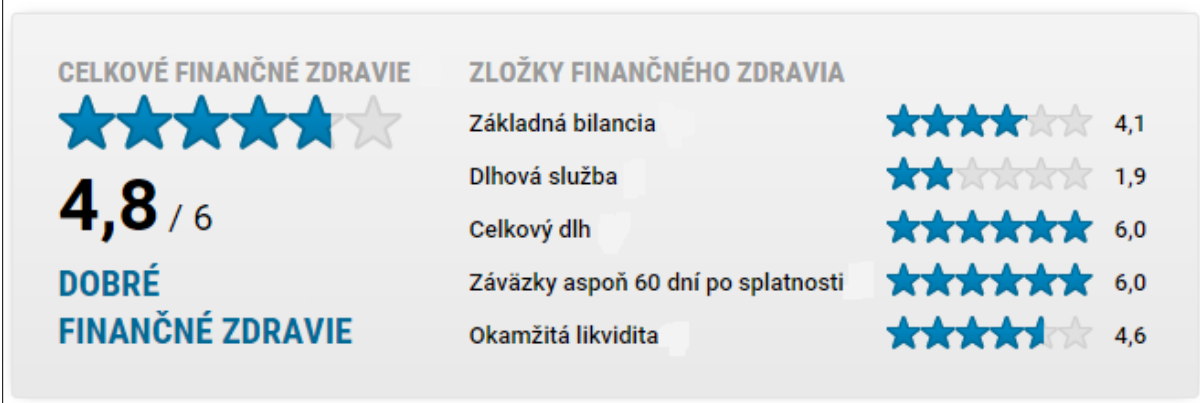 CELKOVÉ FINANČNÉ ZDRAVIE
4,8 / 6
DOBRÉ
FINANČNÉ ZDRAVIE
ZLOŽKY FINANČNÉHO ZDRAVIA
Základná bilancia 4,1
Dlhová služba 1,9
Celkový dlh 6,0
Záväzky aspoň 60 dní po splatnosti 6,0
Okamžitá likvidita 4,6